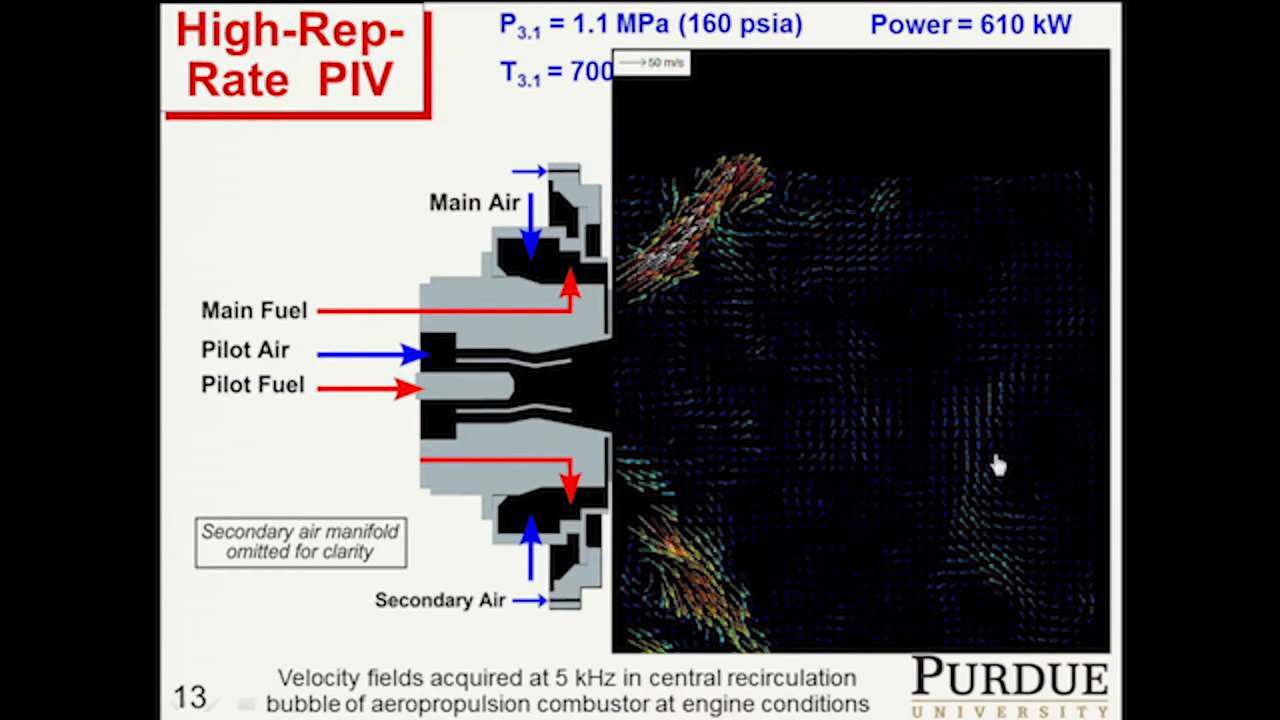 High-Rep-
Rate PIV
P3.1 = 1.1 MPa (160 psia)
Power = 610 kW
T3.1 = 700
50 m/s
Main Air
Main Fuel
Pilot Air
Pilot Fuel
Secondary air manifold
omitted for clarity
Secondary Air
Velocity fields acquired at 5 kHz in central recirculation
bubble of aeropropulsion combustor at engine conditions
13
PURDUE
UNIVERSITY